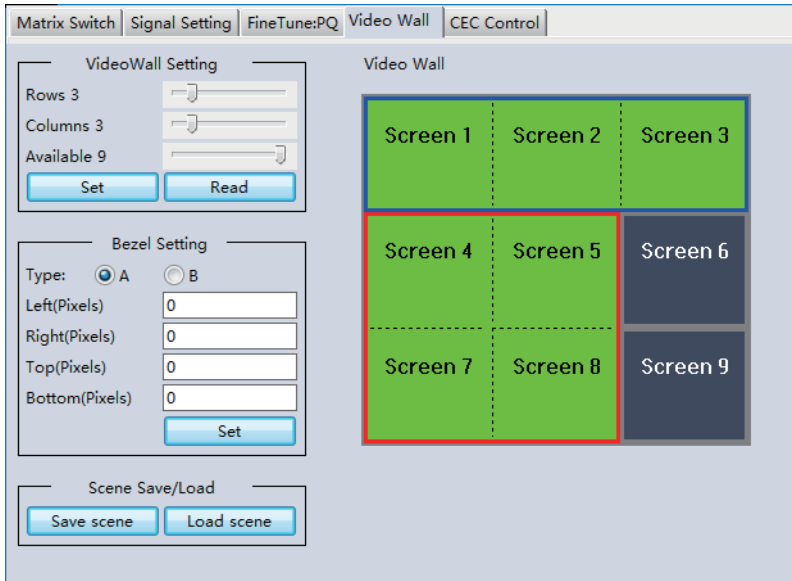 Matrix Switch Signal Setting FineTune:PQ Video Wall CEC Control
VideoWall Setting
Rows 3
Columns 3
Available 9
Set Read
Bezel Setting
Type: A B
Left(Pixels) 0
Right(Pixels) 0
Top(Pixels) 0
Bottom(Pixels) 0
Set
Scene Save/Load
Save scene Load scene
Video Wall
Screen 1 Screen 2 Screen 3
Screen 4 Screen 5 Screen 6
Screen 7 Screen 8 Screen 9